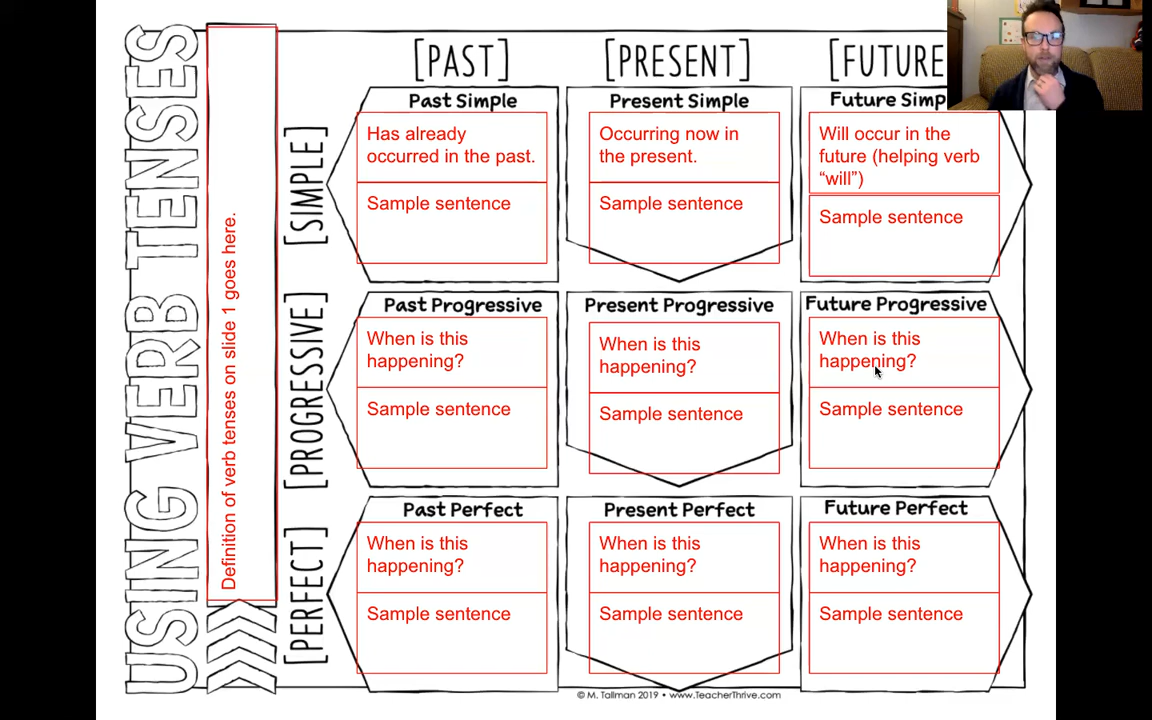 USING VERB TENSES
Definition of verb tenses on slide 1 goes here.
[PAST]
[PRESENT]
[FUTURE
[SIMPLE]
Past Simple
Has already
occurred in the past.
Sample sentence
Present Simple
Occurring now in
the present.
Sample sentence
Future Simp
Will occur in the
future (helping verb
“will”)
Sample sentence
[PROGRESSIVE]
Past Progressive
When is this
happening?
Sample sentence
Present Progressive
When is this
happening?
Sample sentence
Future Progressive
When is this
happening?
Sample sentence
[PERFECT]
Past Perfect
When is this
happening?
Sample sentence
Present Perfect
When is this
happening?
Sample sentence
Future Perfect
When is this
happening?
Sample sentence
© M. Tallman 2019 • www.TeacherThrive.com